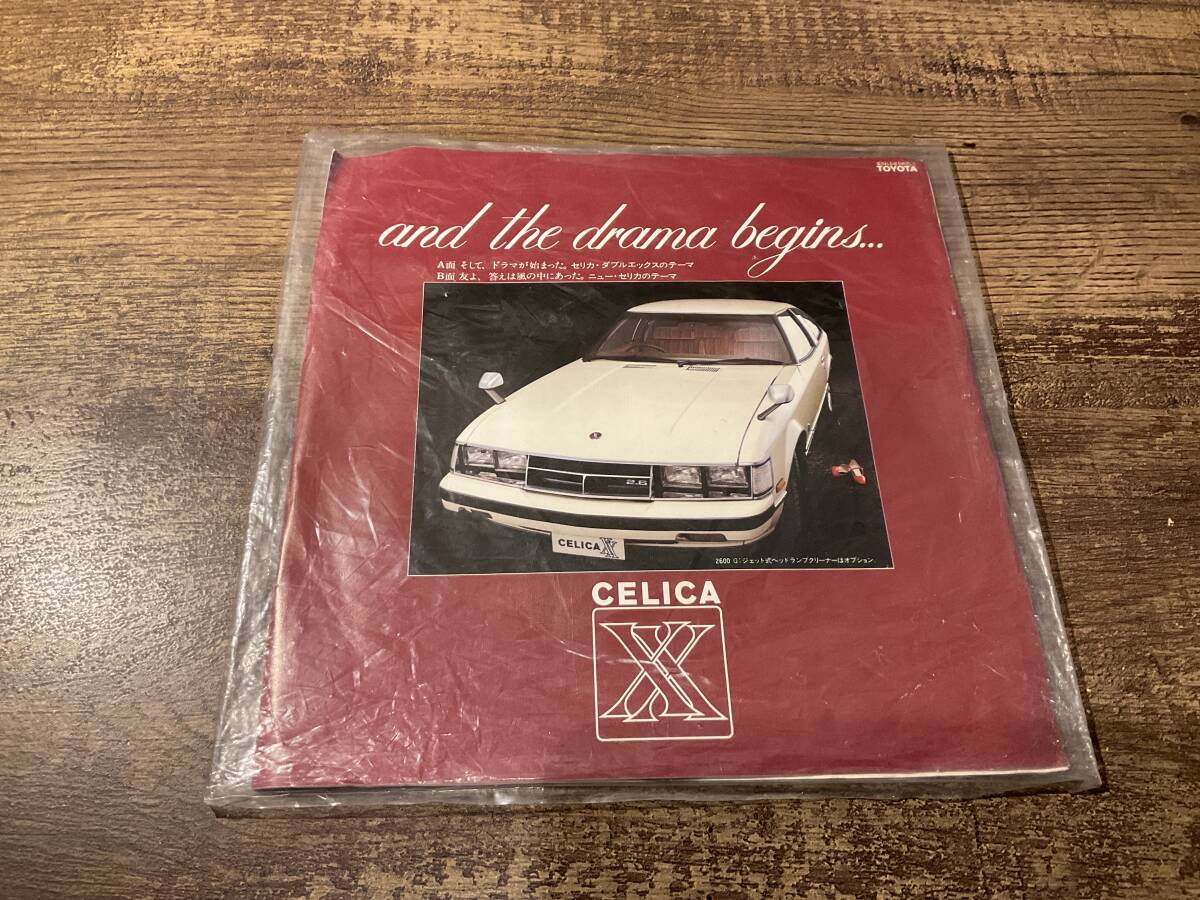 TOYOTA
and the drama begins...
A面 そして、ドラマが始まった。セリカ・ダブルエックスのテーマ
B面 友よ、答えは風の中にあった。ニュー・セリカのテーマ
2.6
CELICA XX
2600 G:ジェット式ヘッドランプクリーナーはオプション
CELICA
XX